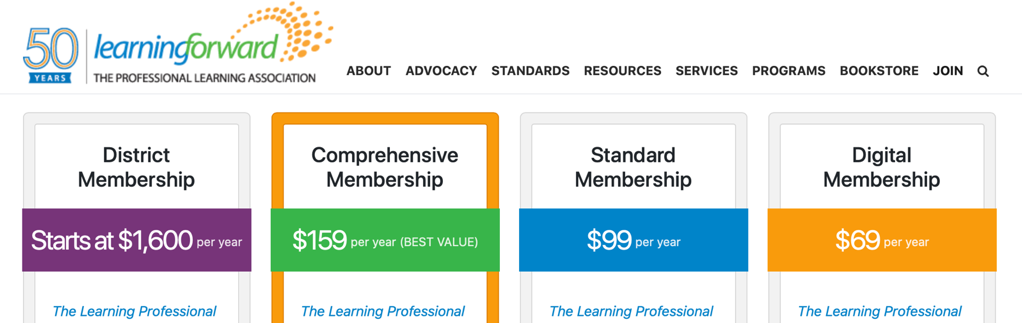 50
YEARS
learningforward
THE PROFESSIONAL LEARNING ASSOCIATION
ABOUT ADVOCACY STANDARDS RESOURCES SERVICES PROGRAMS BOOKSTORE JOIN
District
Membership
Starts at $1,600 per year
The Learning Professional
Comprehensive
Membership
$159 per year (BEST VALUE)
The Learning Professional
Standard
Membership
$99 per year
The Learning Professional
Digital
Membership
$69 per year
The Learning Professional